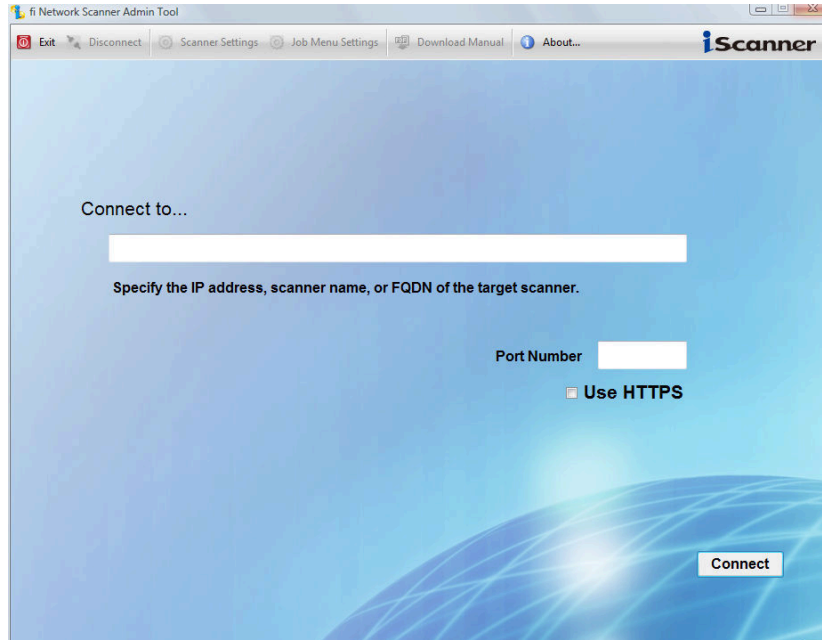 fi Network Scanner Admin Tool
Exit Disconnect Scanner Settings Job Menu Settings Download Manual About... iScanner
Connect to...
Specify the IP address, scanner name, or FQDN of the target scanner.
Port Number
Use HTTPS
Connect